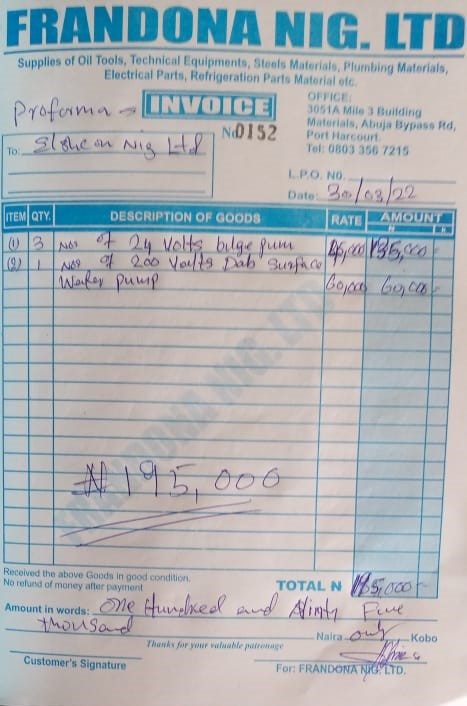 FRANDONA NIG. LTD
Supplies of Oil Tools, Technical Equipments, Steels Materials, Plumbing Materials,
Electrical Parts, Refrigeration Parts Material etc.
Proforma INVOICE
No 0152
OFFICE:
3051A Mile 3 Building
Materials, Abuja Bypass Rd,
Port Harcourt.
Tel: 0803 356 7215
To: Nig Ltd
L.P.O. NO.
Date: 30/03/22
ITEM QTY. DESCRIPTION OF GOODS RATE AMOUNT
N K
(1) 3 Nos of 24 Volts bilge pum 45,000 135,000
(2) 1 Nos of 200 Volts Dab Surface
Water pump 60,000 60,000
FRANDONA NIG. LTD
₦195,000
Received the above Goods in good condition.
No refund of money after payment
TOTAL N 195,000
Amount in words: One Hundred and Ninty Five
thousand Naira only Kobo
Thanks for your valuable patronage
Customer's Signature
For: FRANDONA NIG. LTD.